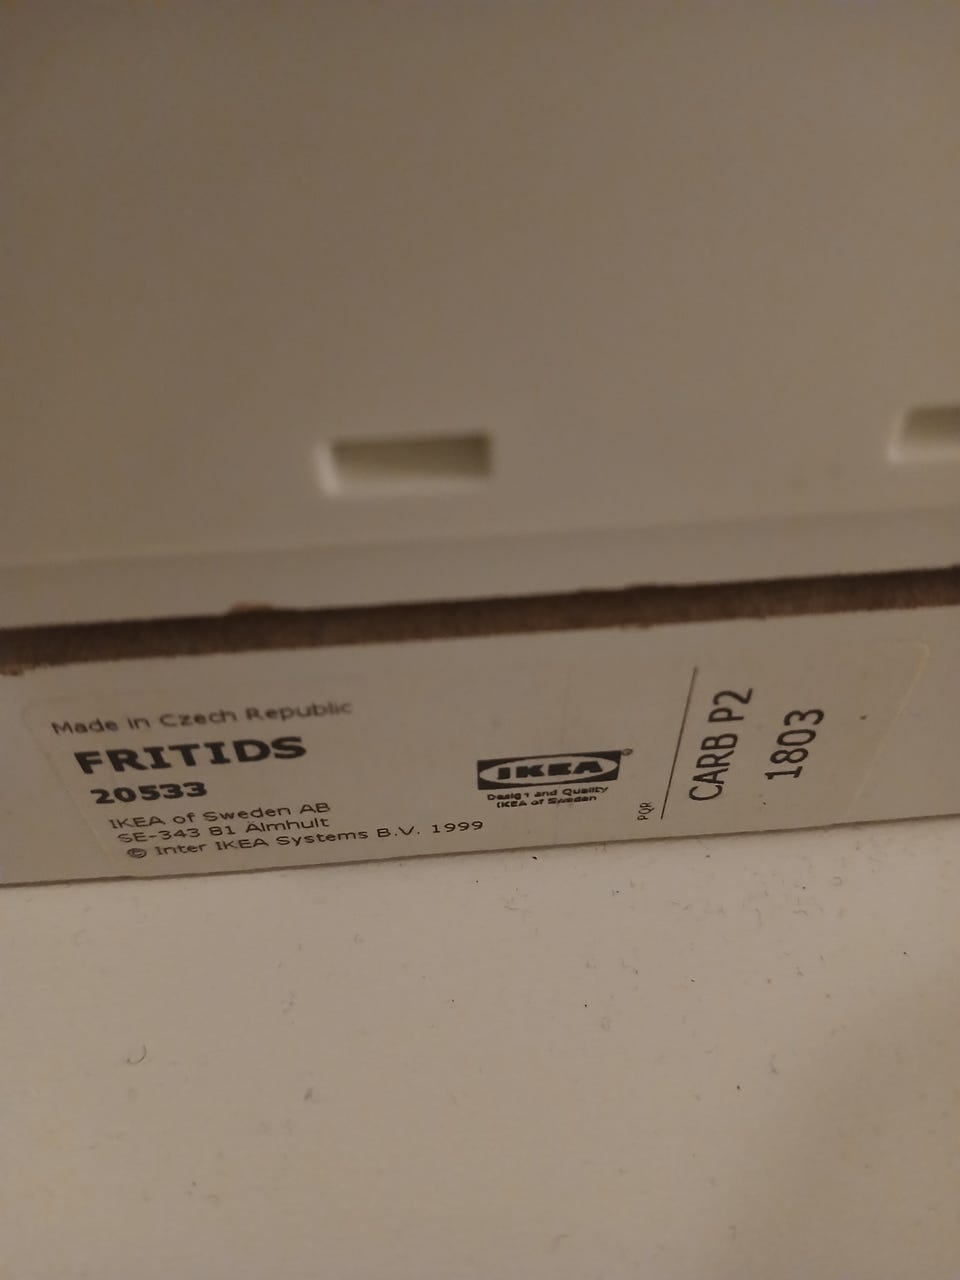 Made in Czech Republic
FRITIDS
20533
IKEA of Sweden AB
SE-343 81 Älmhult
© Inter IKEA Systems B.V. 1999
IKEA®
Design and Quality
IKEA of Sweden
PQR
CARB P2
1803